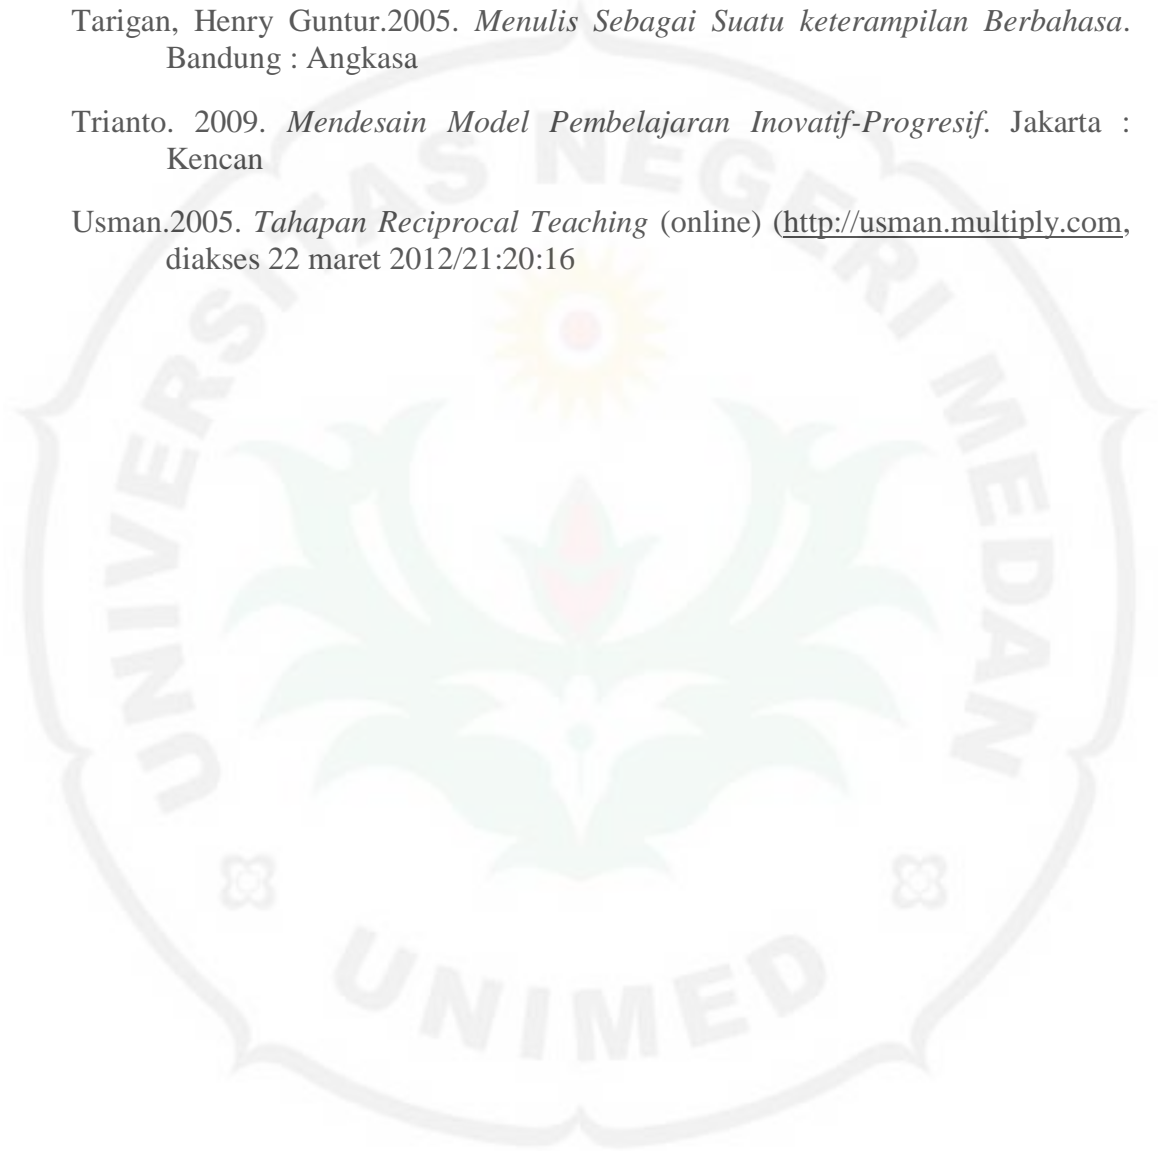 Tarigan, Henry Guntur.2005. Menulis Sebagai Suatu keterampilan Berbahasa.
Bandung : Angkasa
Trianto. 2009. Mendesain Model Pembelajaran Inovatif-Progresif. Jakarta :
Kencan
Usman.2005. Tahapan Reciprocal Teaching (online) (http://usman.multiply.com,
diakses 22 maret 2012/21:20:16
UNIVERSITAS NEGERI MEDAN
UNIMED